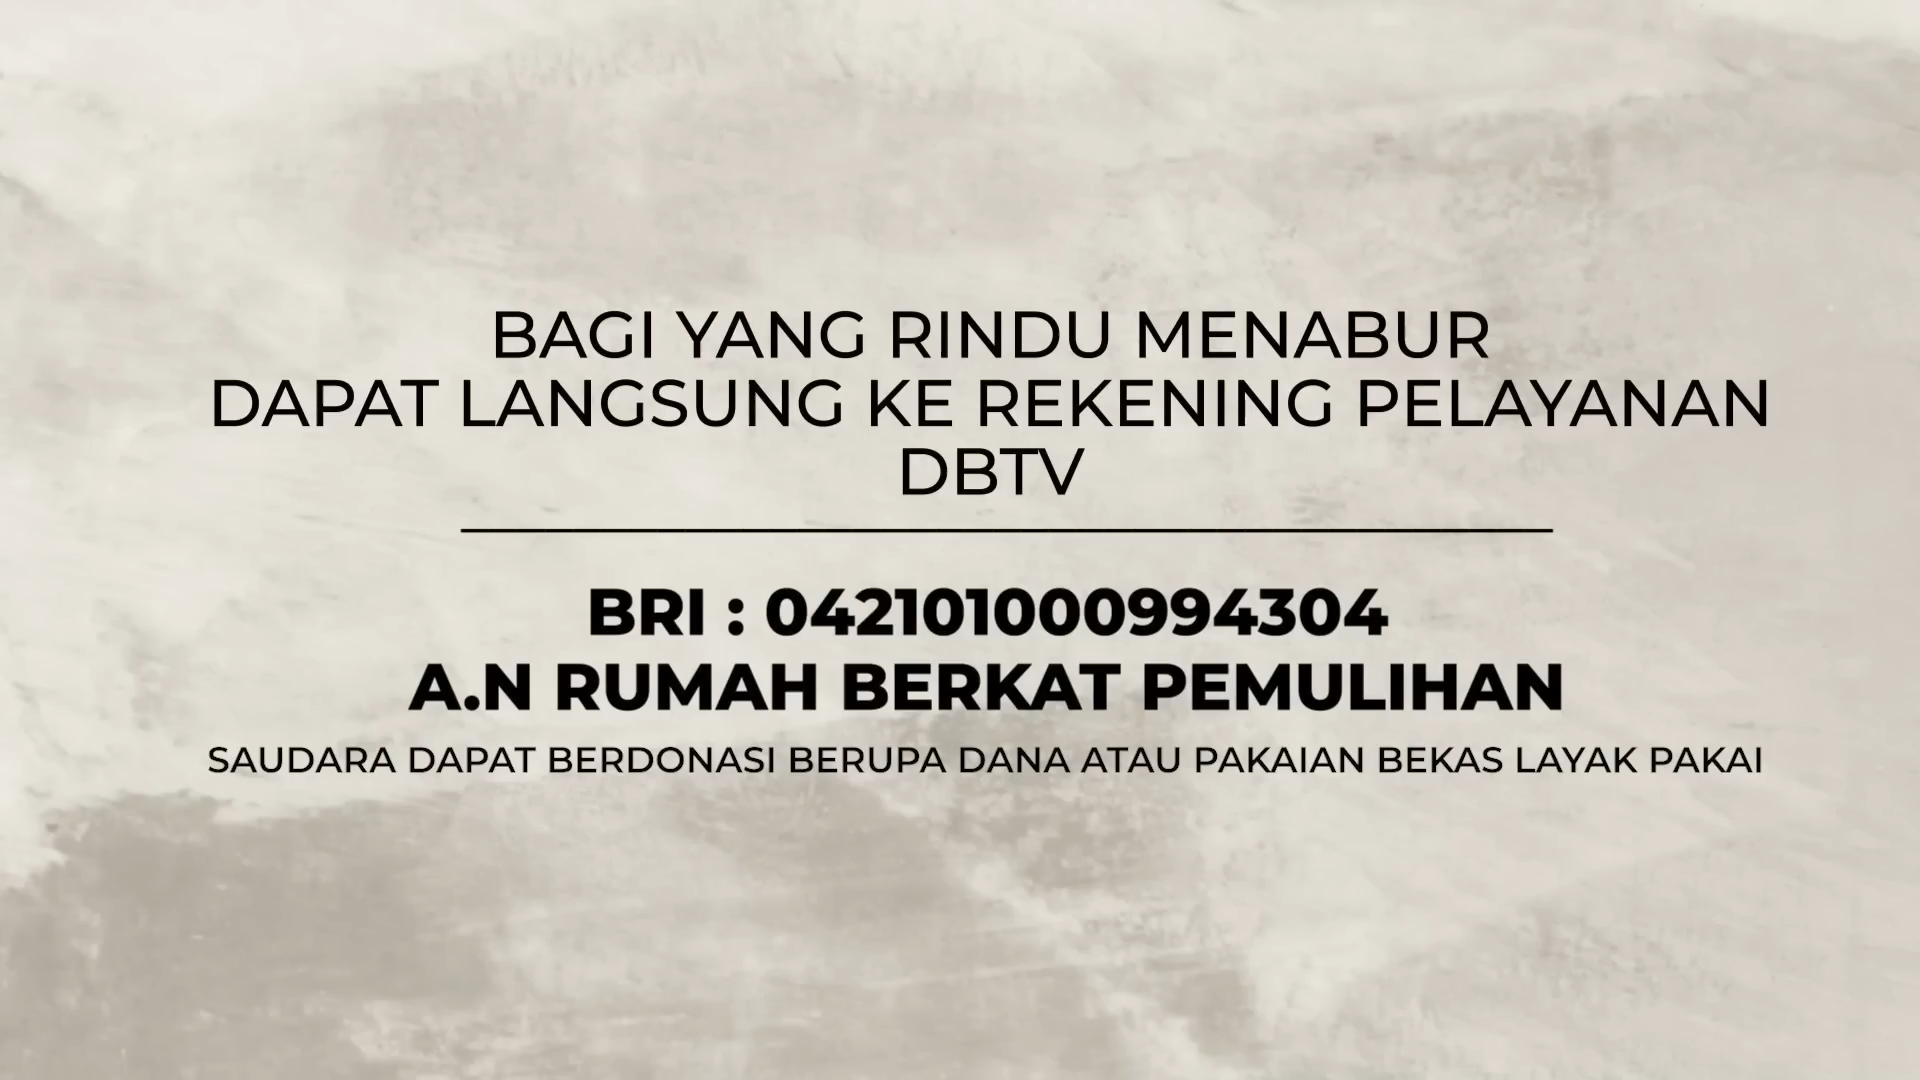 BAGI YANG RINDU MENABUR
DAPAT LANGSUNG KE REKENING PELAYANAN
DBTV
BRI : 042101000994304
A.N RUMAH BERKAT PEMULIHAN
SAUDARA DAPAT BERDONASI BERUPA DANA ATAU PAKAIAN BEKAS LAYAK PAKAI